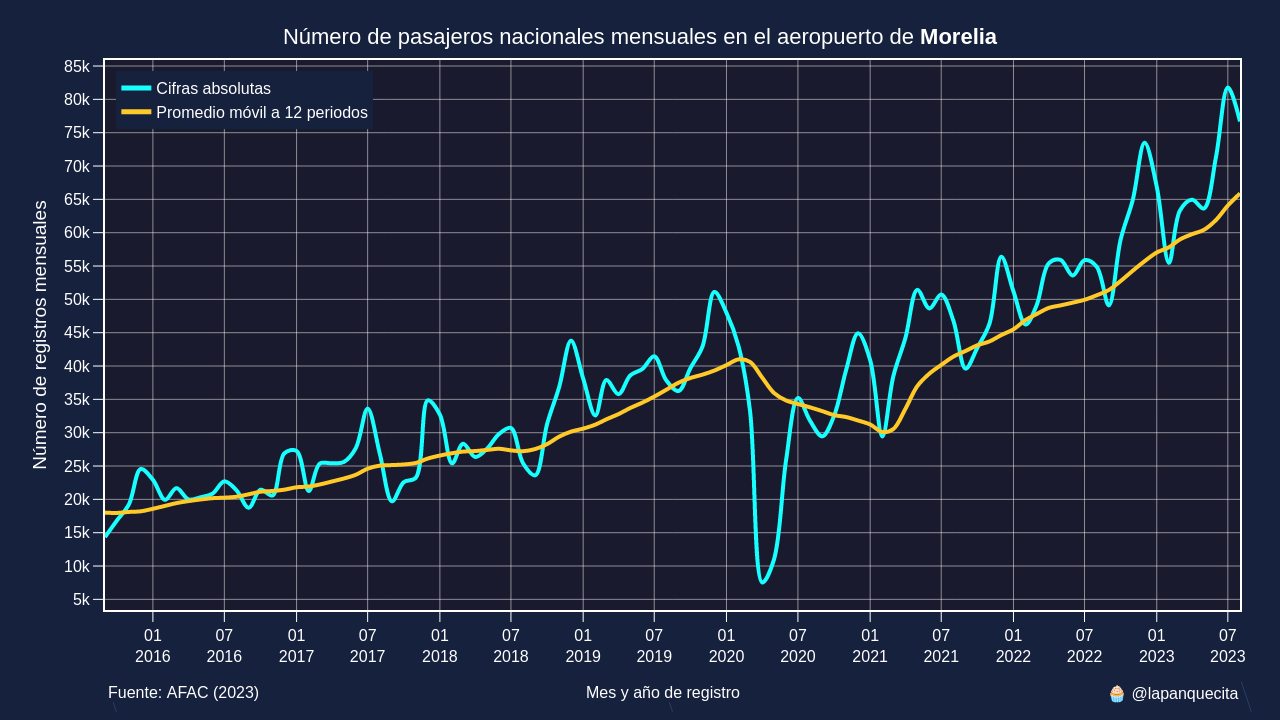 Número de pasajeros nacionales mensuales en el aeropuerto de Morelia
Cifras absolutas
Promedio móvil a 12 periodos
Número de registros mensuales
85k
80k
75k
70k
65k
60k
55k
50k
45k
40k
35k
30k
25k
20k
15k
10k
5k
01 07 01 07 01 07 01 07 01 07 01 07 01 07 01 07
2016 2016 2017 2017 2018 2018 2019 2019 2020 2020 2021 2021 2022 2022 2023 2023
Fuente: AFAC (2023) Mes y año de registro 🧁 @lapanquecita